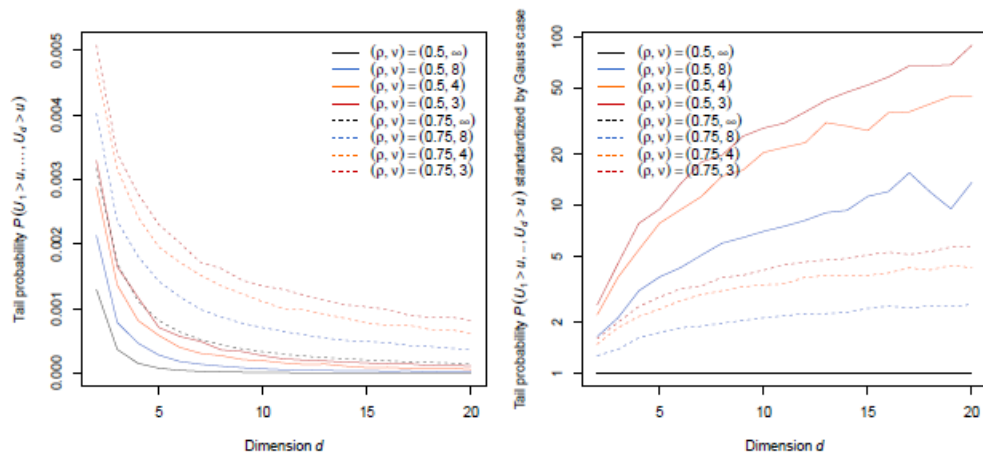 Tail probability P(U₁ > u, ..., U_d > u)
0.005
0.004
0.003
0.002
0.001
0.000
(ρ, ν) = (0.5, ∞)
(ρ, ν) = (0.5, 8)
(ρ, ν) = (0.5, 4)
(ρ, ν) = (0.5, 3)
(ρ, ν) = (0.75, ∞)
(ρ, ν) = (0.75, 8)
(ρ, ν) = (0.75, 4)
(ρ, ν) = (0.75, 3)
5
10
15
20
Dimension d
Tail probability P(U₁ > u, .., U_d > u) standardized by Gauss case
100
50
20
10
5
2
1
(ρ, ν) = (0.5, ∞)
(ρ, ν) = (0.5, 8)
(ρ, ν) = (0.5, 4)
(ρ, ν) = (0.5, 3)
(ρ, ν) = (0.75, ∞)
(ρ, ν) = (0.75, 8)
(ρ, ν) = (0.75, 4)
(ρ, ν) = (0.75, 3)
5
10
15
20
Dimension d